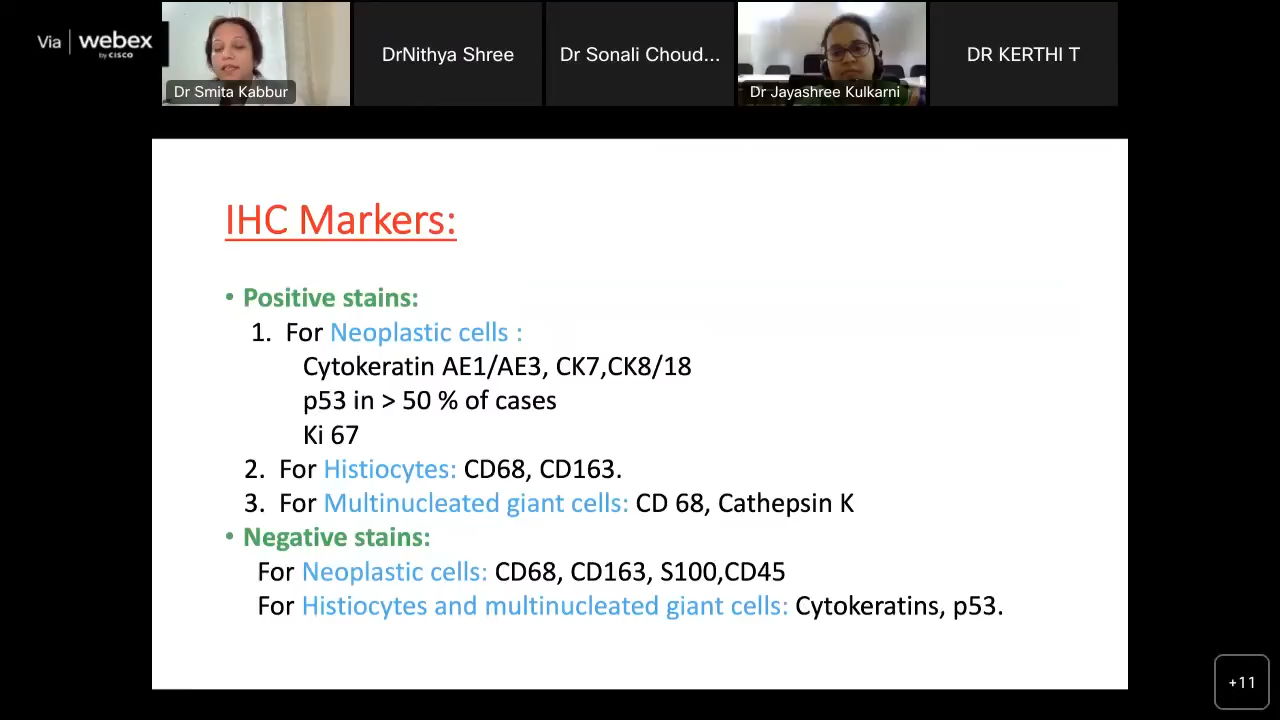 Via webex
by CISCO
DrNithya Shree
Dr Sonali Choud...
DR KERTHI T
Dr Smita Kabbur
Dr Jayashree Kulkarni
IHC Markers:
• Positive stains:
1. For Neoplastic cells :
Cytokeratin AE1/AE3, CK7,CK8/18
p53 in > 50 % of cases
Ki 67
2. For Histiocytes: CD68, CD163.
3. For Multinucleated giant cells: CD 68, Cathepsin K
• Negative stains:
For Neoplastic cells: CD68, CD163, S100,CD45
For Histiocytes and multinucleated giant cells: Cytokeratins, p53.
+11